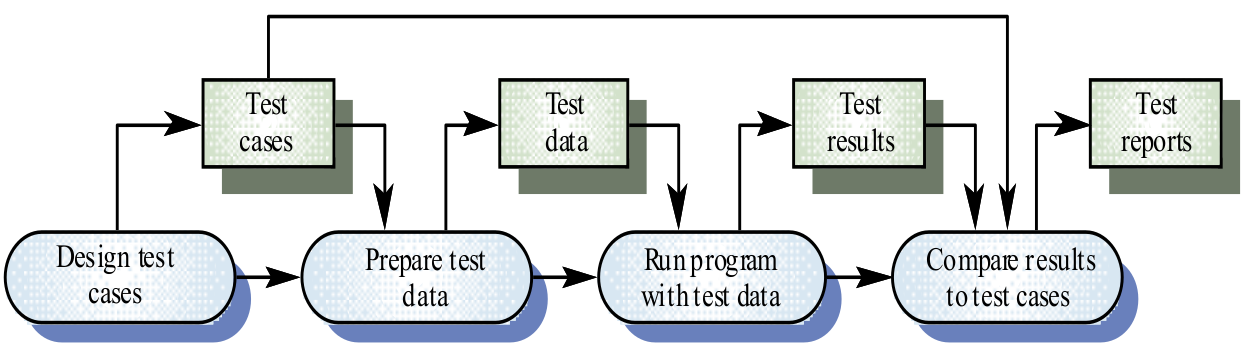 Test
cases
Test
data
Test
results
Test
reports
Design test
cases
Prepare test
data
Run program
with test data
Compare results
to test cases